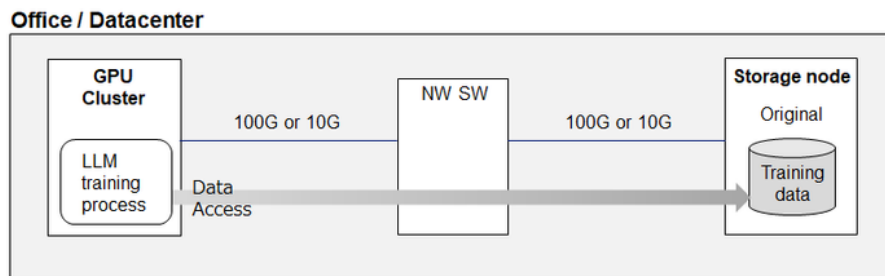 Office / Datacenter
GPU
Cluster
LLM
training
process
100G or 10G
Data
Access
NW SW
100G or 10G
Storage node
Original
Training
data